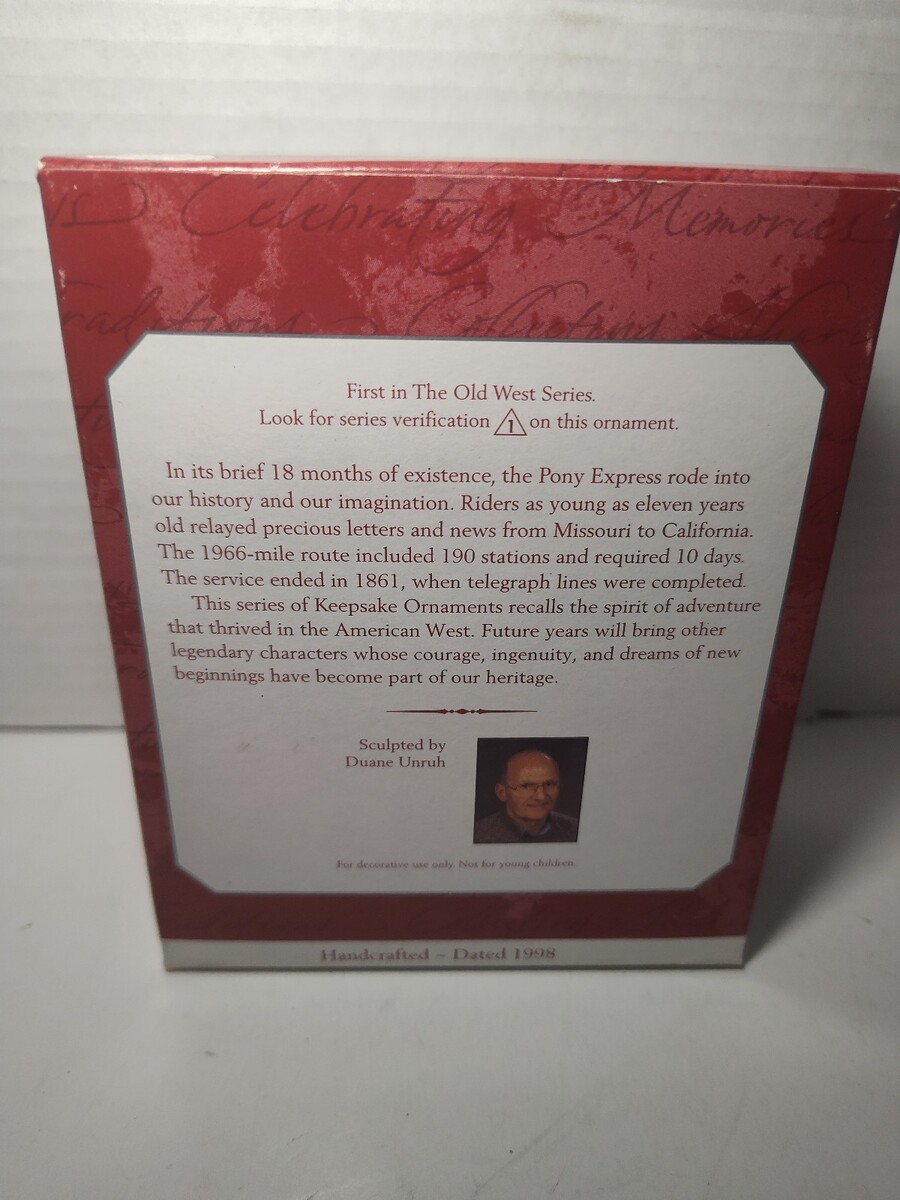 Celebrating Memories
Traditions Collecting Share
First in The Old West Series.
Look for series verification 1 on this ornament.
In its brief 18 months of existence, the Pony Express rode into
our history and our imagination. Riders as young as eleven years
old relayed precious letters and news from Missouri to California.
The 1966-mile route included 190 stations and required 10 days.
The service ended in 1861, when telegraph lines were completed.
This series of Keepsake Ornaments recalls the spirit of adventure
that thrived in the American West. Future years will bring other
legendary characters whose courage, ingenuity, and dreams of new
beginnings have become part of our heritage.
Sculpted by
Duane Unruh
For decorative use only. Not for young children.
Handcrafted – Dated 1998